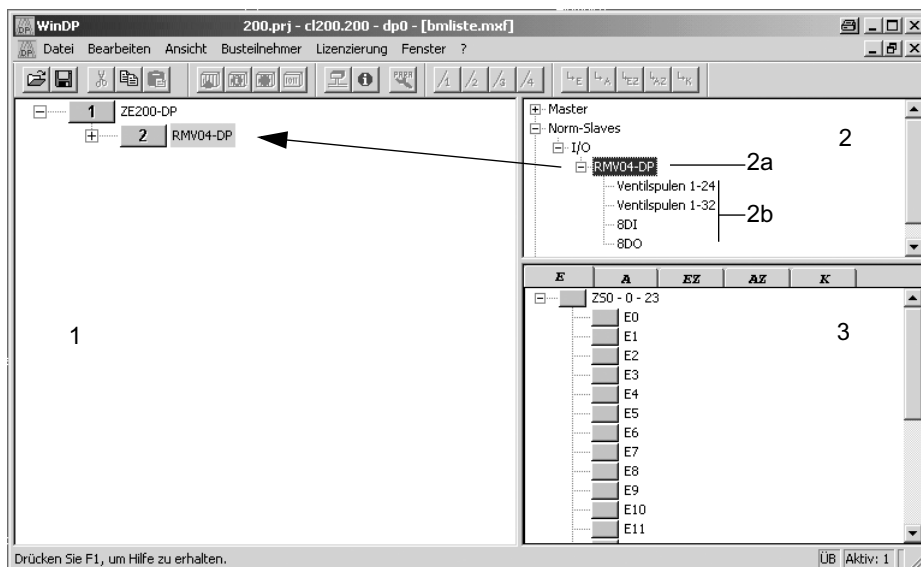 WinDP 200.prj - cl200.200 - dp0 - [bmliste.mxf]
Datei Bearbeiten Ansicht Busteilnehmer Lizenzierung Fenster ?
1 ZE200-DP
2 RMV04-DP
1
Master
Norm-Slaves
I/O
RMV04-DP
Ventilspulen 1-24
Ventilspulen 1-32
8DI
8DO
2
2a
2b
E A EZ AZ K
ZS0 - 0 - 23
E0
E1
E2
E3
E4
E5
E6
E7
E8
E9
E10
E11
3
Drücken Sie F1, um Hilfe zu erhalten. ÜB Aktiv: 1